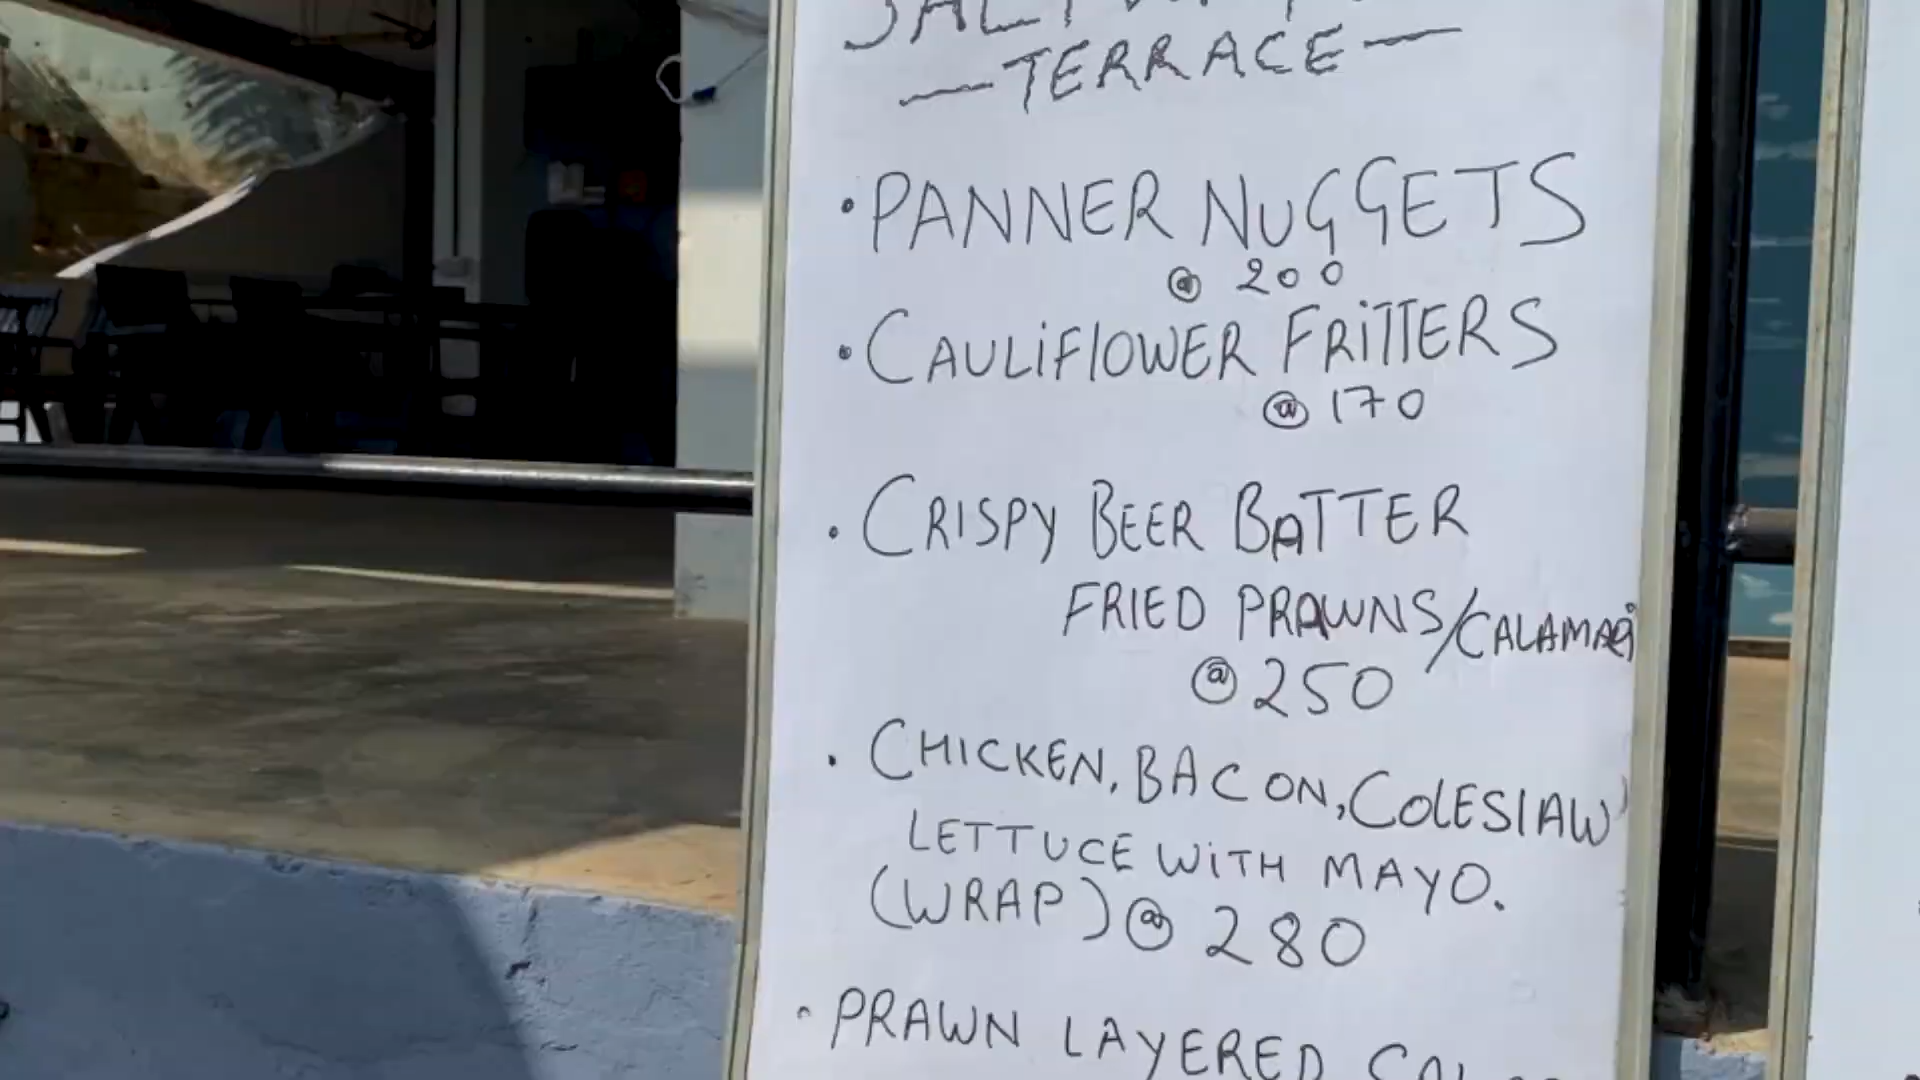 — TERRACE —
• PANNER NUGGETS
@ 200
• CAULIFLOWER FRITTERS
@ 170
• CRISPY BEER BATTER
FRIED PRAWNS/CALAMARI
@ 250
• CHICKEN, BACON, COLESLAW
LETTUCE WITH MAYO.
(WRAP) @ 280
• PRAWN LAYERED